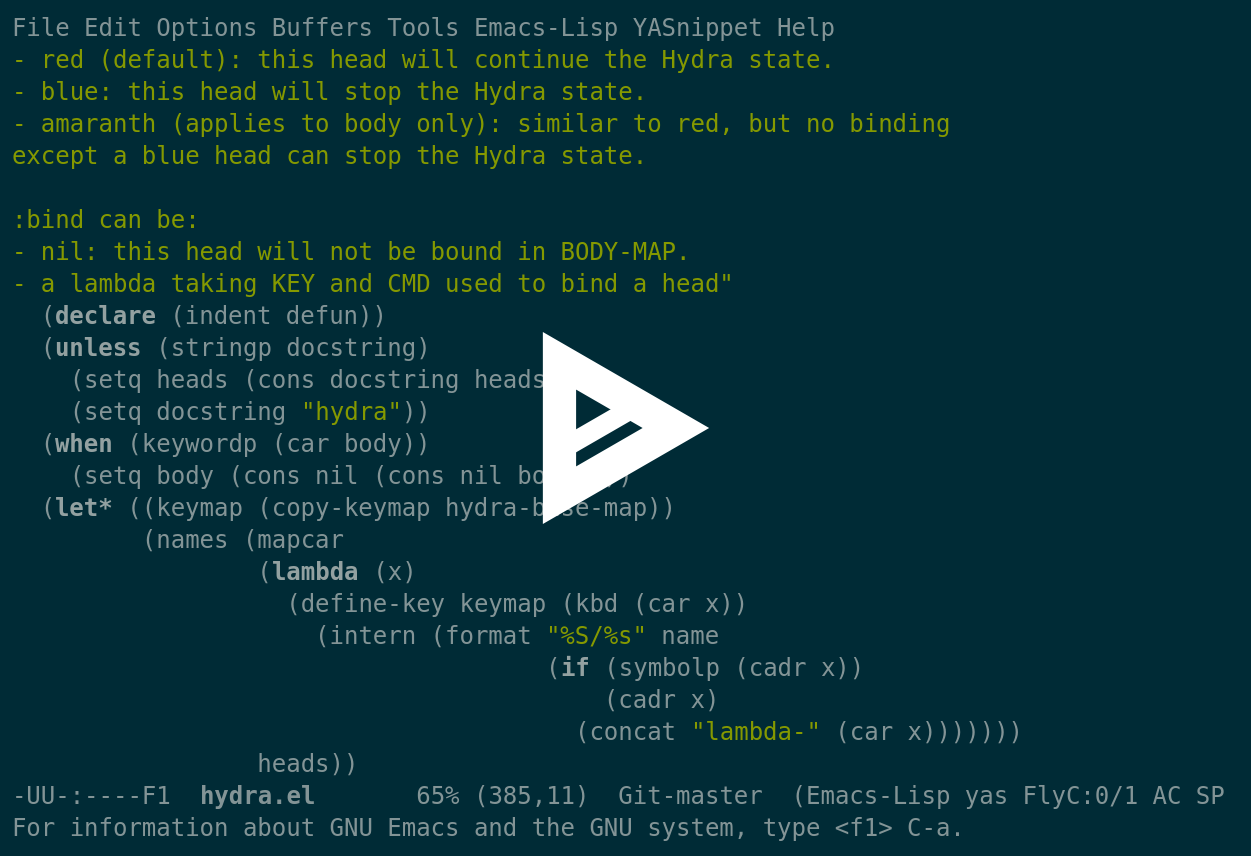 File Edit Options Buffers Tools Emacs-Lisp YASnippet Help
- red (default): this head will continue the Hydra state.
- blue: this head will stop the Hydra state.
- amaranth (applies to body only): similar to red, but no binding
except a blue head can stop the Hydra state.

:bind can be:
- nil: this head will not be bound in BODY-MAP.
- a lambda taking KEY and CMD used to bind a head"
  (declare (indent defun))
  (unless (stringp docstring)
    (setq heads (cons docstring heads
    (setq docstring "hydra"))
  (when (keywordp (car body))
    (setq body (cons nil (cons nil
  (let* ((keymap (copy-keymap hydra-base-map))
         (names (mapcar
                 (lambda (x)
                   (define-key keymap (kbd (car x))
                     (intern (format "%S/%s" name
                                     (if (symbolp (cadr x))
                                         (cadr x)
                                       (concat "lambda-" (car x)))))))
                 heads))
-UU-:----F1  hydra.el       65% (385,11)  Git-master  (Emacs-Lisp yas FlyC:0/1 AC SP
For information about GNU Emacs and the GNU system, type <f1> C-a.